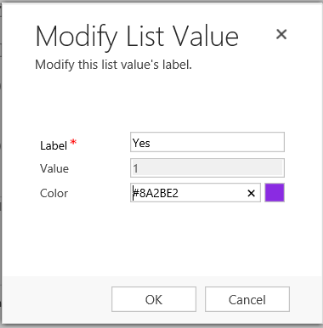 Modify List Value
Modify this list value's label.
Label *
Yes
Value
1
Color
#8A2BE2
OK
Cancel